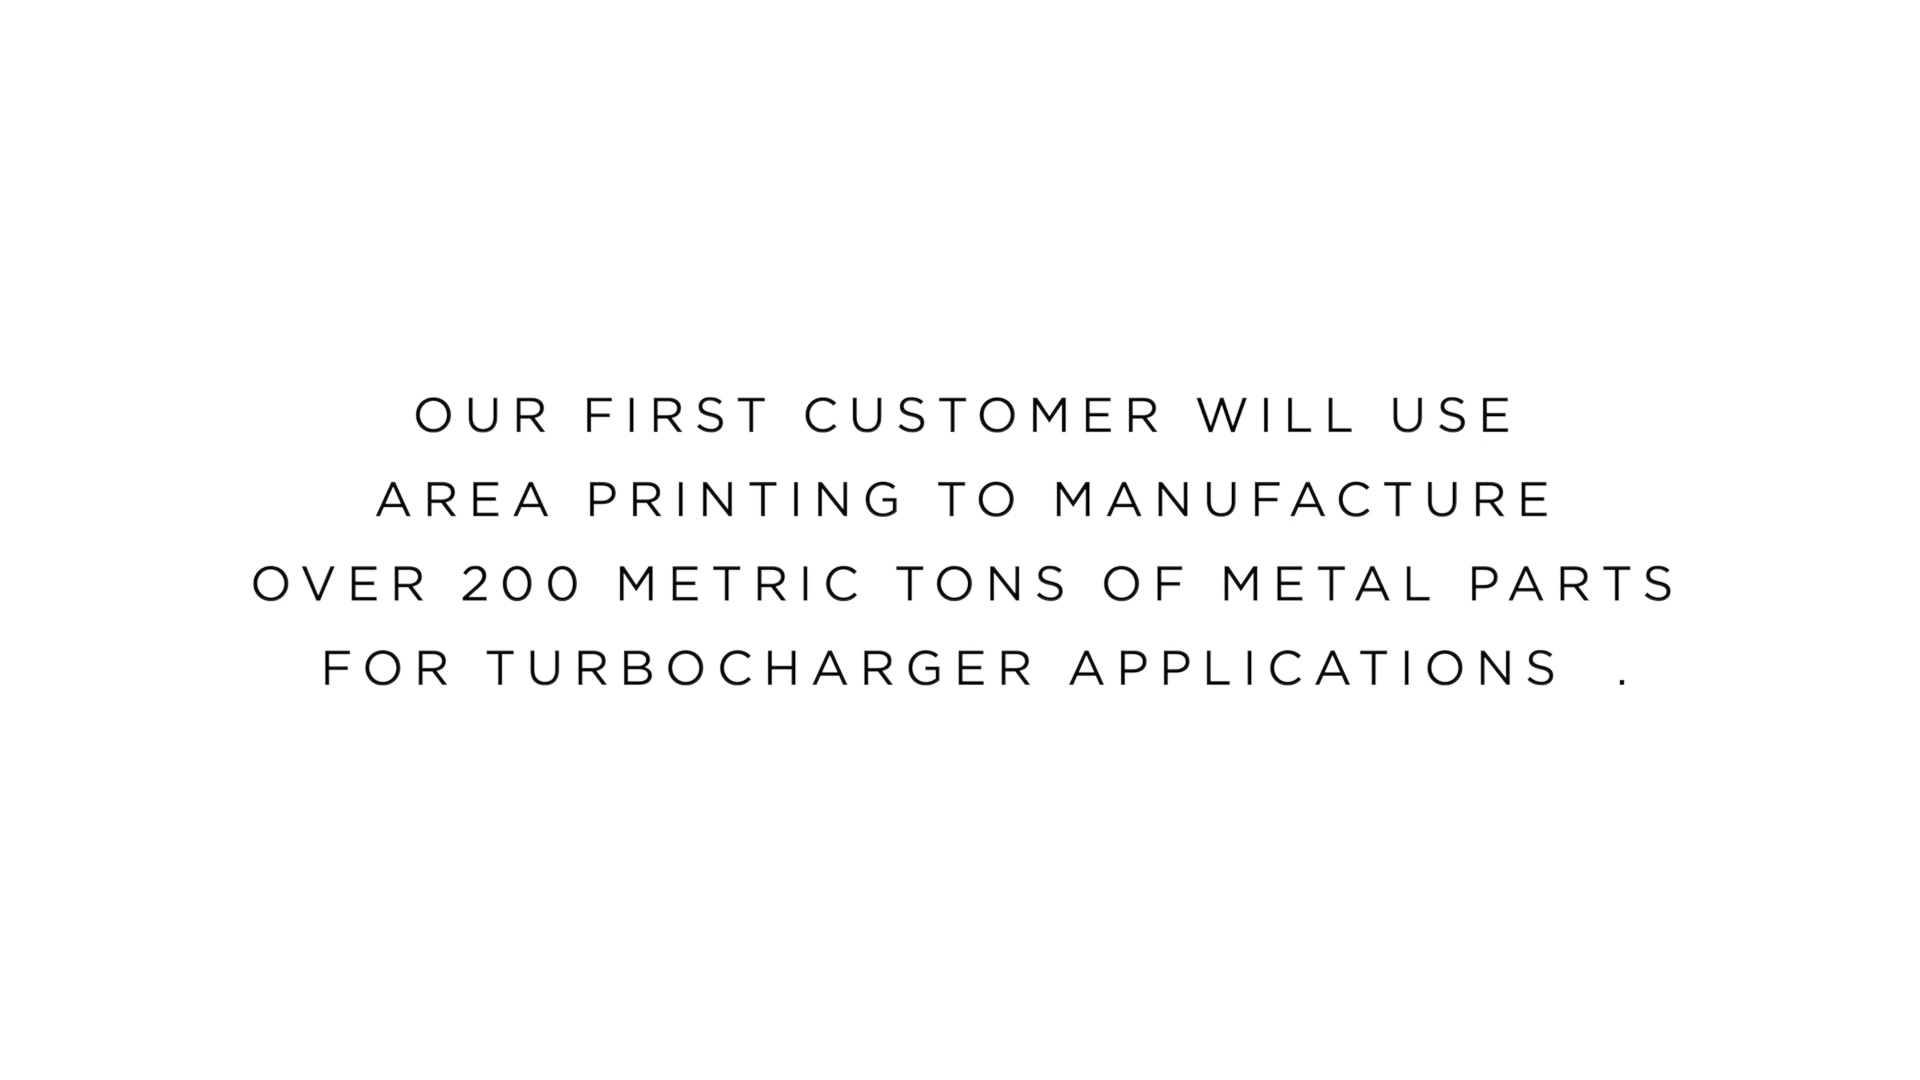 OUR FIRST CUSTOMER WILL USE
AREA PRINTING TO MANUFACTURE
OVER 200 METRIC TONS OF METAL PARTS
FOR TURBOCHARGER APPLICATIONS .